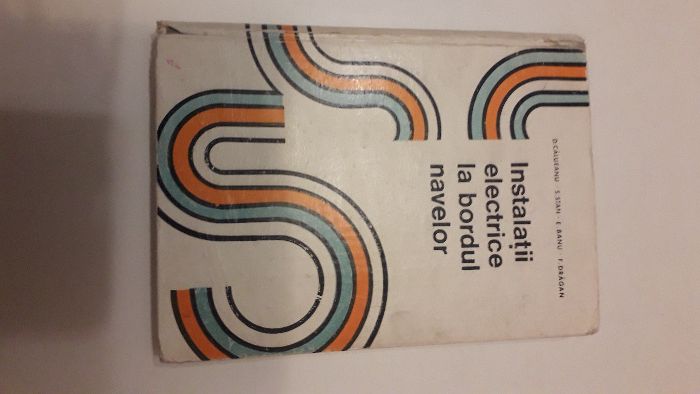 D. CĂLUEANU · S. STAN · E. BANU · F. DRĂGAN
Instalații
electrice
la bordul
navelor